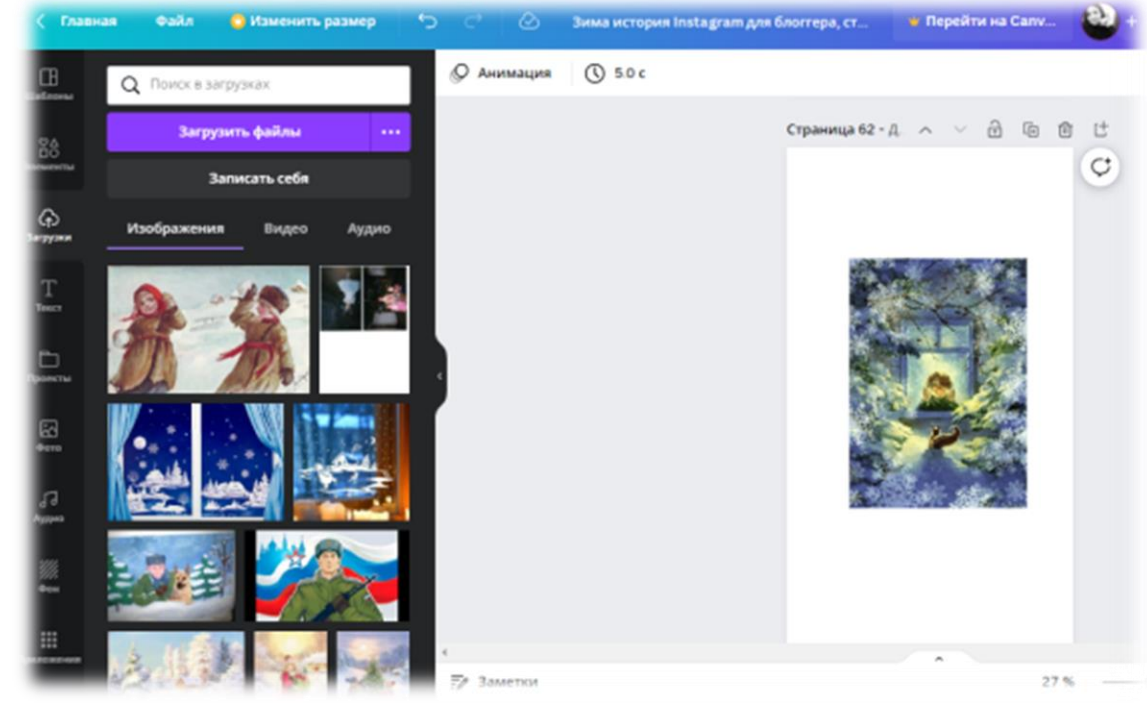 Главная Файл Изменить размер Зима история Instagram для блоггера, ст... Перейти на Canv...
Поиск в загрузках
Загрузить файлы
Записать себя
Изображения Видео Аудио
Загрузки
Текст
Проекты
Фото
Аудио
Фон
Анимация 5.0 с
Страница 62 - Д
Заметки 27 %